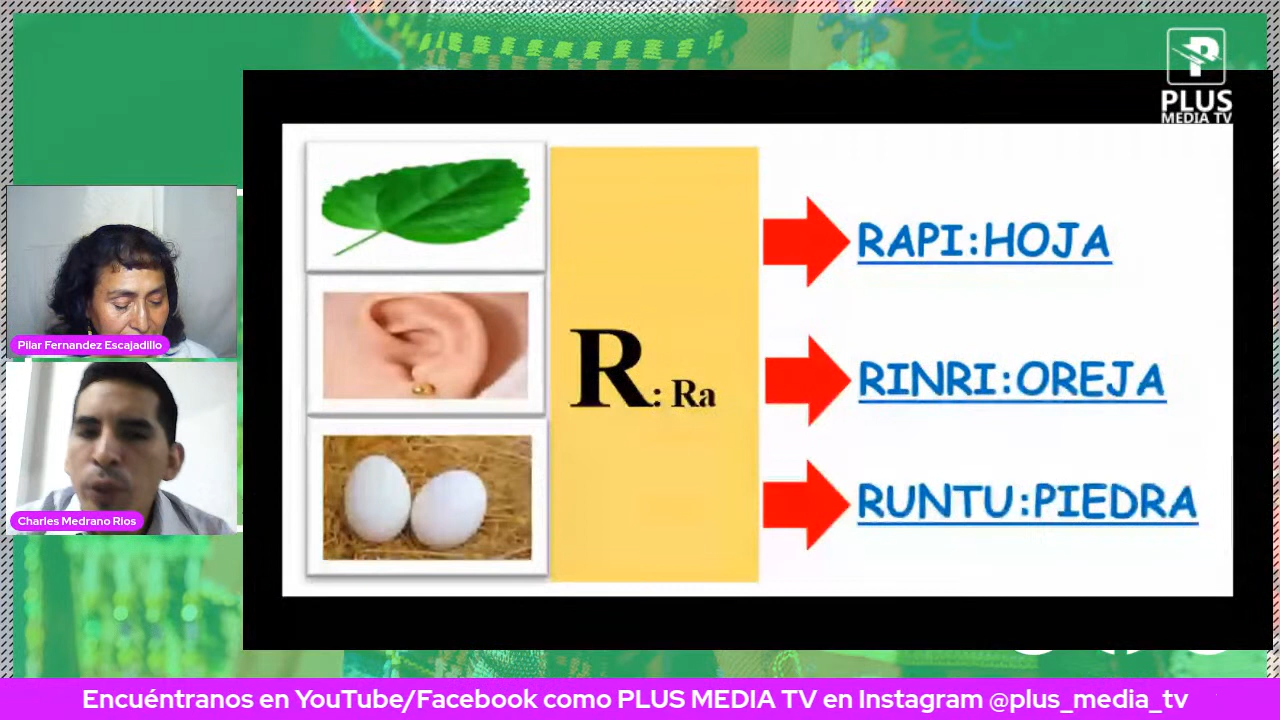 PLUS
MEDIA TV
RAPI:HOJA
RINRI:OREJA
R: Ra
RUNTU:PIEDRA
Pilar Fernandez Escajadillo
Charles Medrano Rios
Encuéntranos en YouTube/Facebook como PLUS MEDIA TV en Instagram @plus_media_tv